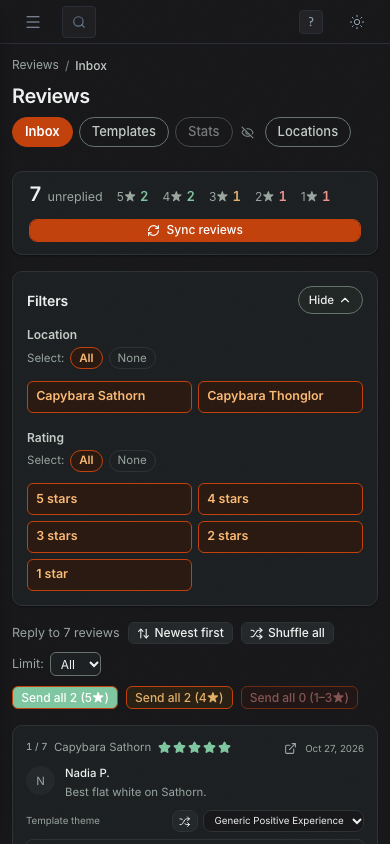 ?
Reviews / Inbox
Reviews
Inbox Templates Stats Locations
7 unreplied 5★ 2 4★ 2 3★ 1 2★ 1 1★ 1
Sync reviews
Filters Hide
Location
Select: All None
Capybara Sathorn Capybara Thonglor
Rating
Select: All None
5 stars 4 stars
3 stars 2 stars
1 star
Reply to 7 reviews Newest first Shuffle all
Limit: All
Send all 2 (5★) Send all 2 (4★) Send all 0 (1–3★)
1 / 7 Capybara Sathorn ★★★★★ Oct 27, 2026
N Nadia P.
Best flat white on Sathorn.
Template theme Generic Positive Experience